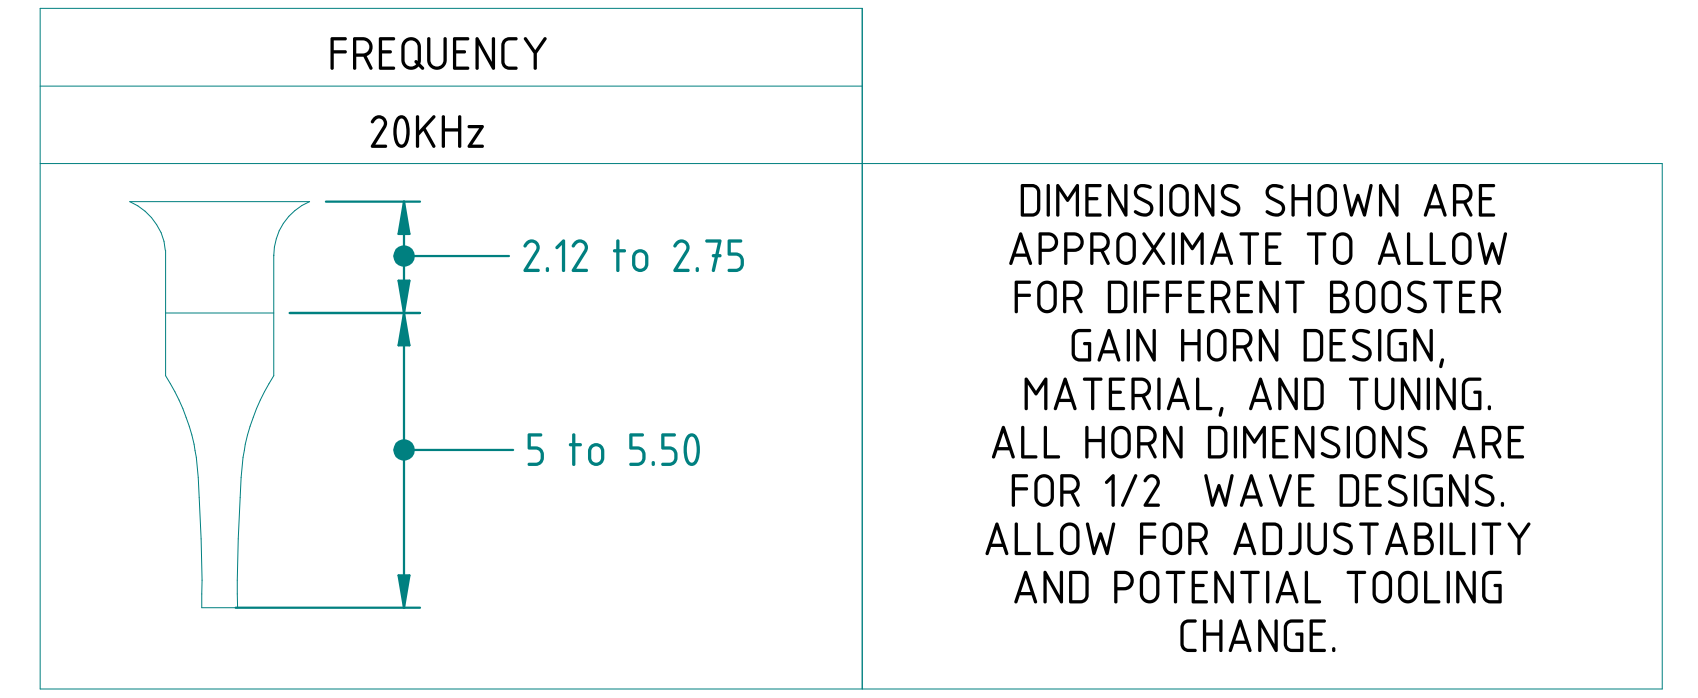 FREQUENCY
20KHz
2.12 to 2.75
5 to 5.50
DIMENSIONS SHOWN ARE
APPROXIMATE TO ALLOW
FOR DIFFERENT BOOSTER
GAIN HORN DESIGN,
MATERIAL, AND TUNING.
ALL HORN DIMENSIONS ARE
FOR 1/2 WAVE DESIGNS.
ALLOW FOR ADJUSTABILITY
AND POTENTIAL TOOLING
CHANGE.